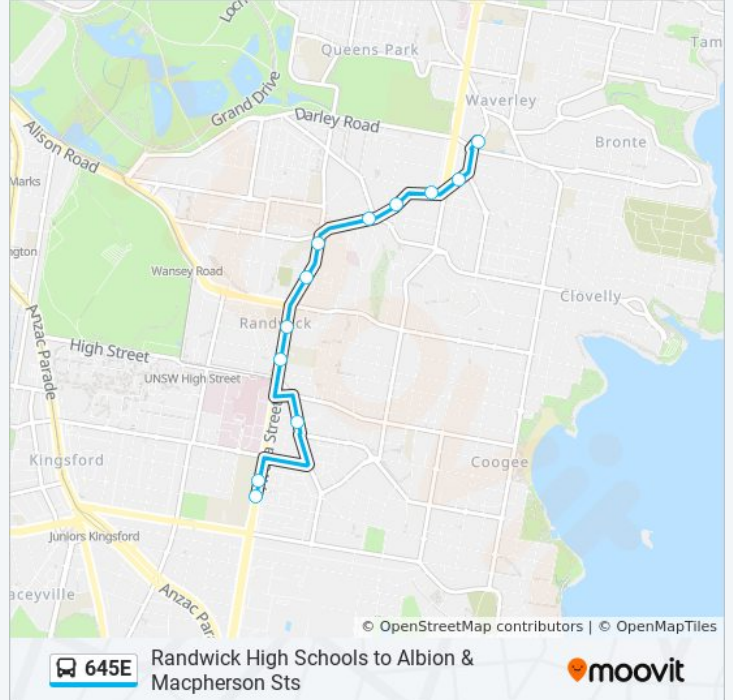 Queens Park
Tam
Waverley
Grand Drive
Darley Road
Bronte
Alison Road
Marks
ngton
Wansey Road
Clovelly
Randwick
Anzac Parade
High Street
UNSW High Street
Kingsford
Coogee
Juniors Kingsford
aceyville
Anzac Par
© OpenStreetMap contributors | © OpenMapTiles
645E
Randwick High Schools to Albion &
Macpherson Sts
moovit